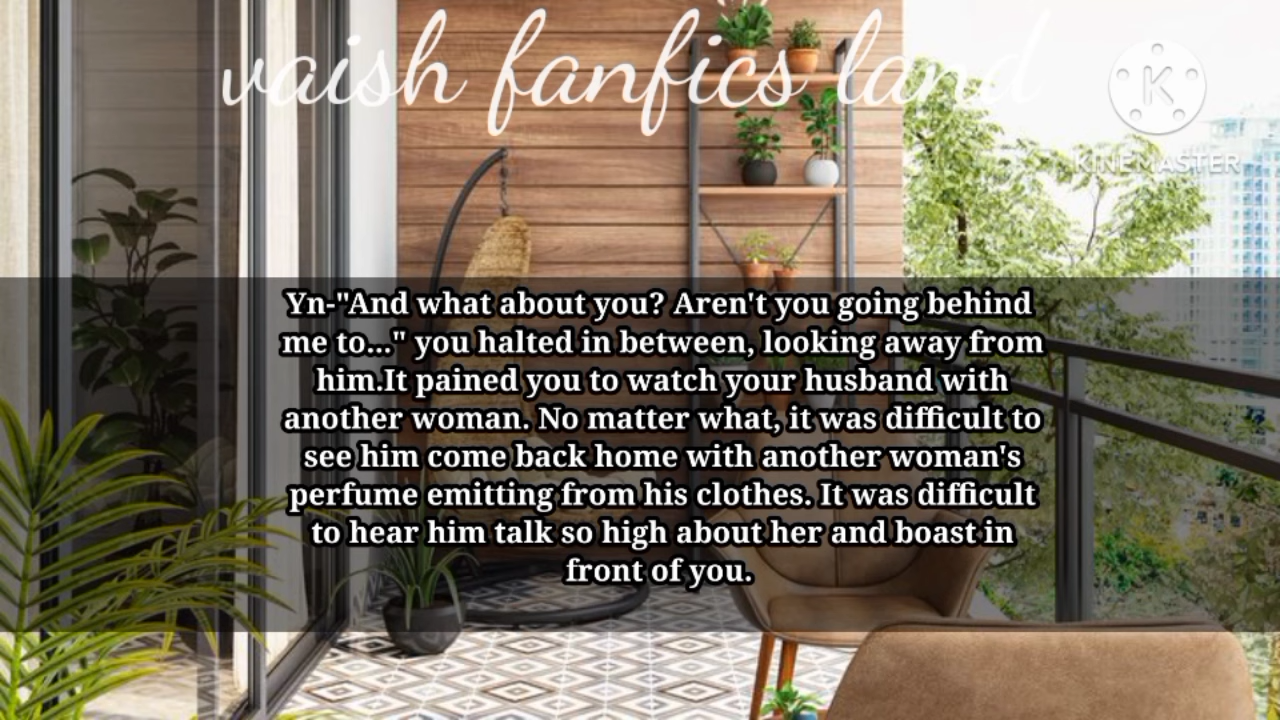 vaish fanfics land
K
KINEMASTER
Yn-"And what about you? Aren't you going behind
me to..." you halted in between, looking away from
him.It pained you to watch your husband with
another woman. No matter what, it was difficult to
see him come back home with another woman's
perfume emitting from his clothes. It was difficult
to hear him talk so high about her and boast in
front of you.